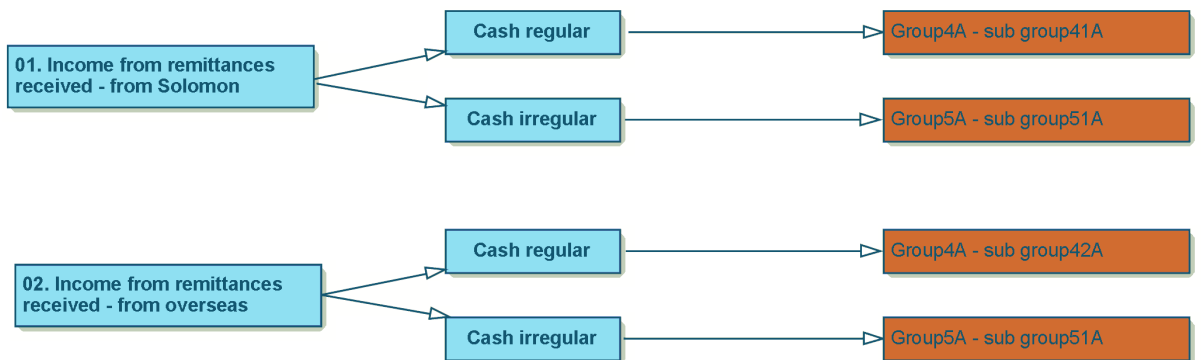 Cash regular
Group4A - sub group41A
01. Income from remittances
received - from Solomon
Cash irregular
Group5A - sub group51A
Cash regular
Group4A - sub group42A
02. Income from remittances
received - from overseas
Cash irregular
Group5A - sub group51A